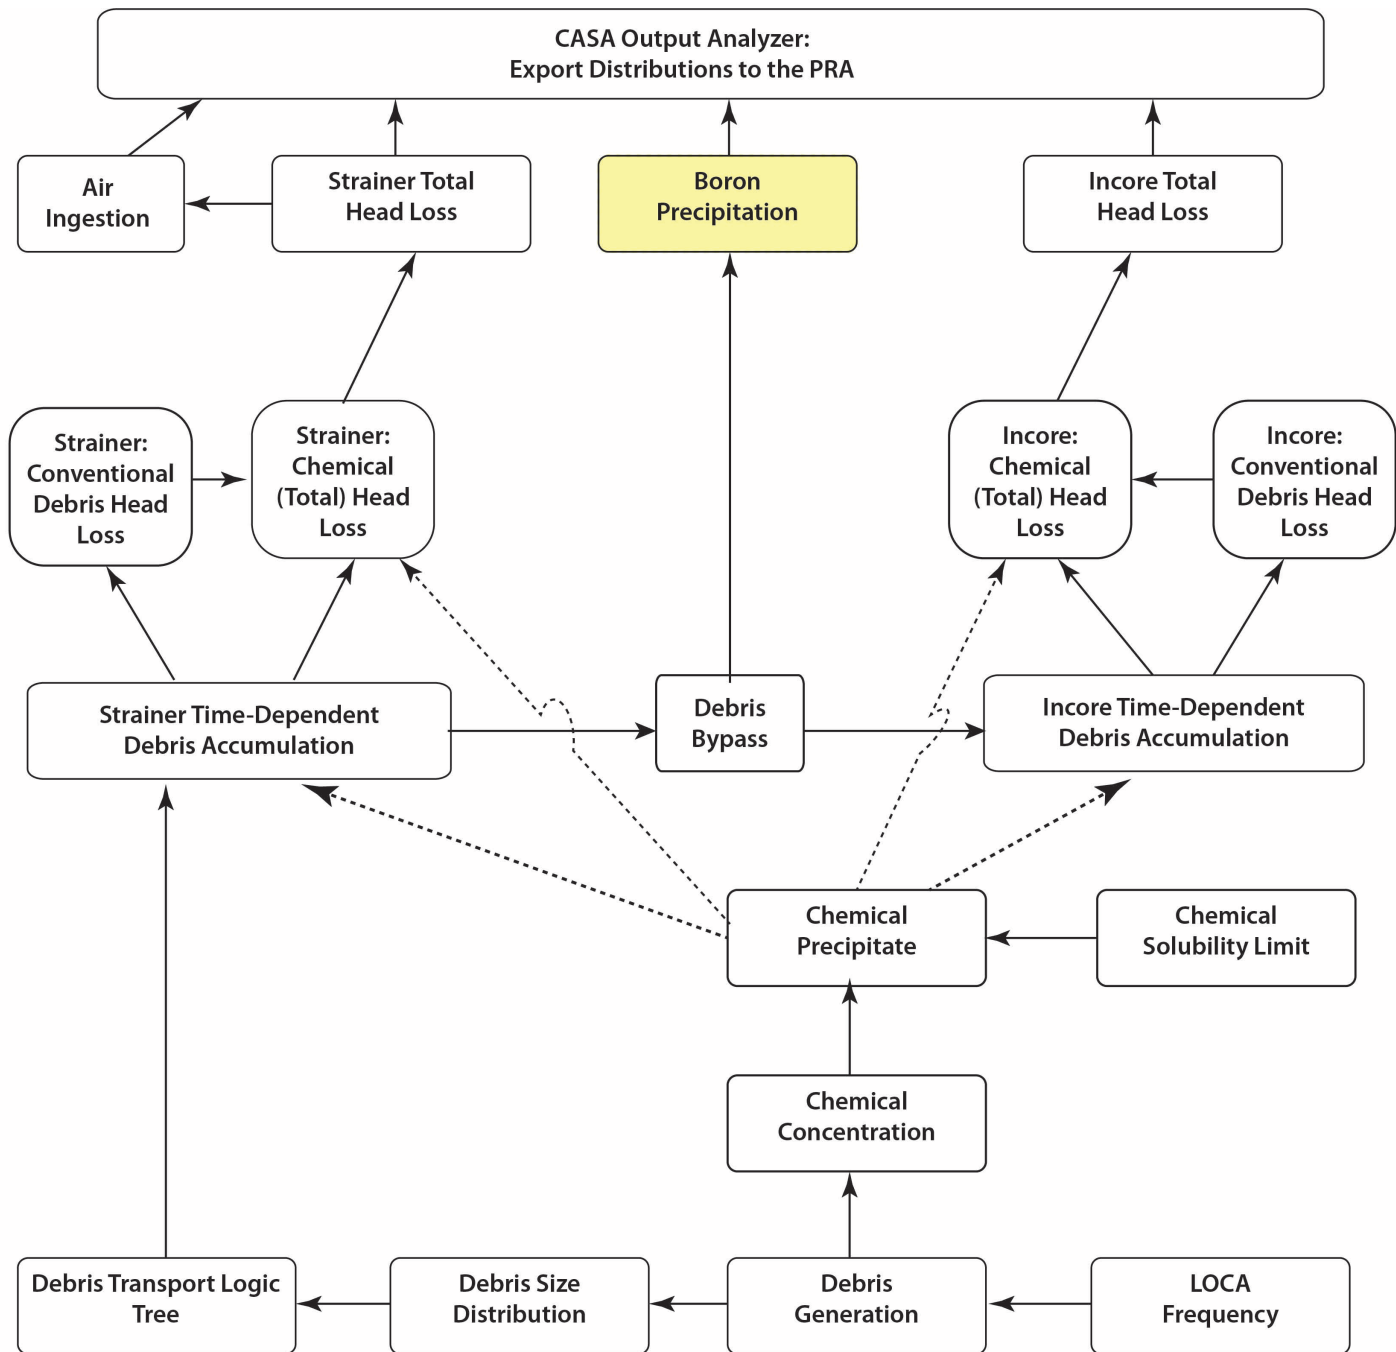 CASA Output Analyzer:
Export Distributions to the PRA
Air
Ingestion
Strainer Total
Head Loss
Boron
Precipitation
Incore Total
Head Loss
Strainer:
Conventional
Debris Head
Loss
Strainer:
Chemical
(Total) Head
Loss
Incore:
Chemical
(Total) Head
Loss
Incore:
Conventional
Debris Head
Loss
Strainer Time-Dependent
Debris Accumulation
Debris
Bypass
Incore Time-Dependent
Debris Accumulation
Chemical
Precipitate
Chemical
Solubility Limit
Chemical
Concentration
Debris Transport Logic
Tree
Debris Size
Distribution
Debris
Generation
LOCA
Frequency